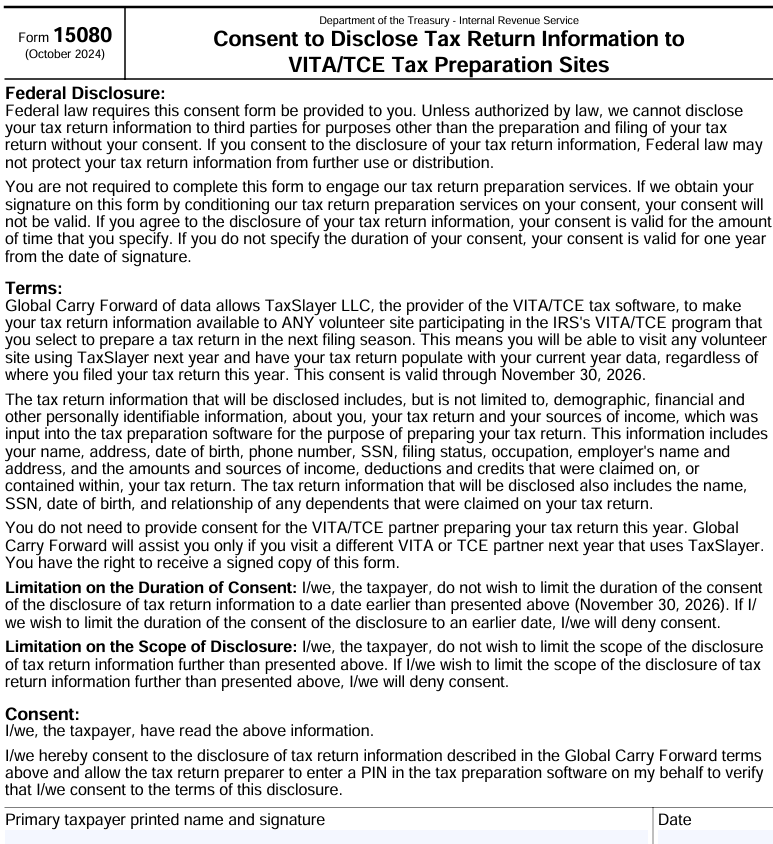 Department of the Treasury - Internal Revenue Service
Form 15080
(October 2024)
Consent to Disclose Tax Return Information to
VITA/TCE Tax Preparation Sites
Federal Disclosure:
Federal law requires this consent form be provided to you. Unless authorized by law, we cannot disclose
your tax return information to third parties for purposes other than the preparation and filing of your tax
return without your consent. If you consent to the disclosure of your tax return information, Federal law may
not protect your tax return information from further use or distribution.
You are not required to complete this form to engage our tax return preparation services. If we obtain your
signature on this form by conditioning our tax return preparation services on your consent, your consent will
not be valid. If you agree to the disclosure of your tax return information, your consent is valid for the amount
of time that you specify. If you do not specify the duration of your consent, your consent is valid for one year
from the date of signature.
Terms:
Global Carry Forward of data allows TaxSlayer LLC, the provider of the VITA/TCE tax software, to make
your tax return information available to ANY volunteer site participating in the IRS's VITA/TCE program that
you select to prepare a tax return in the next filing season. This means you will be able to visit any volunteer
site using TaxSlayer next year and have your tax return populate with your current year data, regardless of
where you filed your tax return this year. This consent is valid through November 30, 2026.
The tax return information that will be disclosed includes, but is not limited to, demographic, financial and
other personally identifiable information, about you, your tax return and your sources of income, which was
input into the tax preparation software for the purpose of preparing your tax return. This information includes
your name, address, date of birth, phone number, SSN, filing status, occupation, employer's name and
address, and the amounts and sources of income, deductions and credits that were claimed on, or
contained within, your tax return. The tax return information that will be disclosed also includes the name,
SSN, date of birth, and relationship of any dependents that were claimed on your tax return.
You do not need to provide consent for the VITA/TCE partner preparing your tax return this year. Global
Carry Forward will assist you only if you visit a different VITA or TCE partner next year that uses TaxSlayer.
You have the right to receive a signed copy of this form.
Limitation on the Duration of Consent: I/we, the taxpayer, do not wish to limit the duration of the consent
of the disclosure of tax return information to a date earlier than presented above (November 30, 2026). If I/
we wish to limit the duration of the consent of the disclosure to an earlier date, I/we will deny consent.
Limitation on the Scope of Disclosure: I/we, the taxpayer, do not wish to limit the scope of the disclosure
of tax return information further than presented above. If I/we wish to limit the scope of the disclosure of tax
return information further than presented above, I/we will deny consent.
Consent:
I/we, the taxpayer, have read the above information.
I/we hereby consent to the disclosure of tax return information described in the Global Carry Forward terms
above and allow the tax return preparer to enter a PIN in the tax preparation software on my behalf to verify
that I/we consent to the terms of this disclosure.
Primary taxpayer printed name and signature
Date